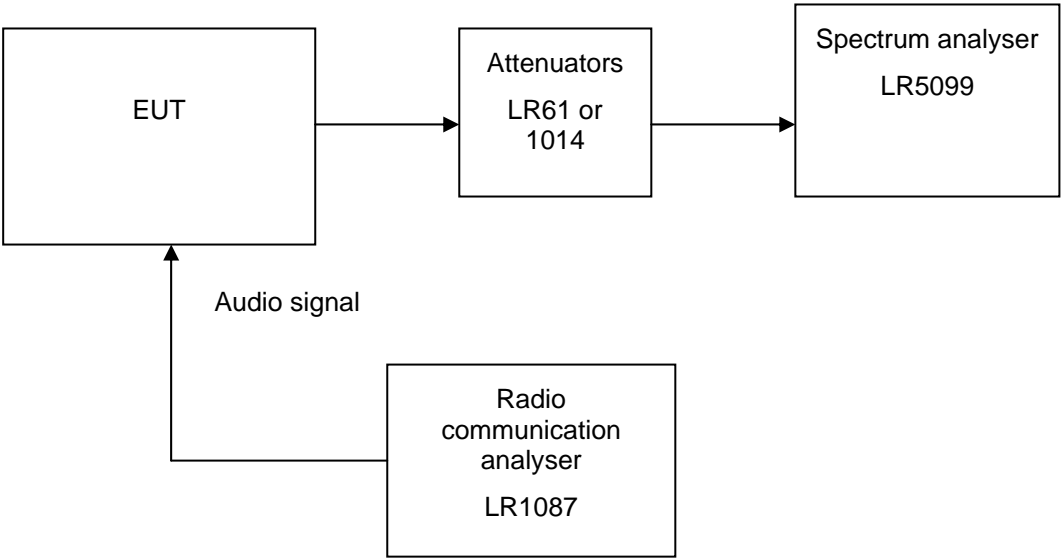 EUT
Attenuators
LR61 or
1014
Spectrum analyser
LR5099
Audio signal
Radio
communication
analyser
LR1087